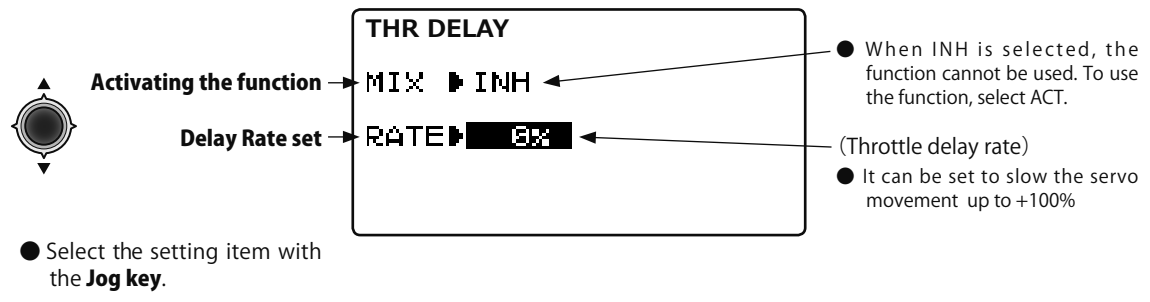 THR DELAY
Activating the function
MIX ▶ INH
Delay Rate set
RATE▶ 0%
● When INH is selected, the
function cannot be used. To use
the function, select ACT.
(Throttle delay rate)
● It can be set to slow the servo
movement up to +100%
● Select the setting item with
the Jog key.